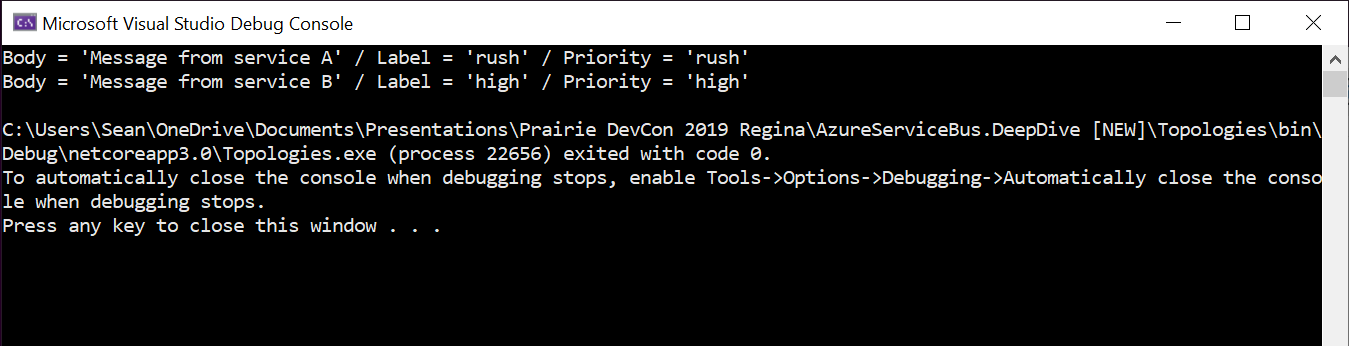 Microsoft Visual Studio Debug Console
Body = 'Message from service A' / Label = 'rush' / Priority = 'rush'
Body = 'Message from service B' / Label = 'high' / Priority = 'high'
C:\Users\Sean\OneDrive\Documents\Presentations\Prairie DevCon 2019 Regina\AzureServiceBus.DeepDive [NEW]\Topologies\bin\
Debug\netcoreapp3.0\Topologies.exe (process 22656) exited with code 0.
To automatically close the console when debugging stops, enable Tools->Options->Debugging->Automatically close the conso
le when debugging stops.
Press any key to close this window . . .